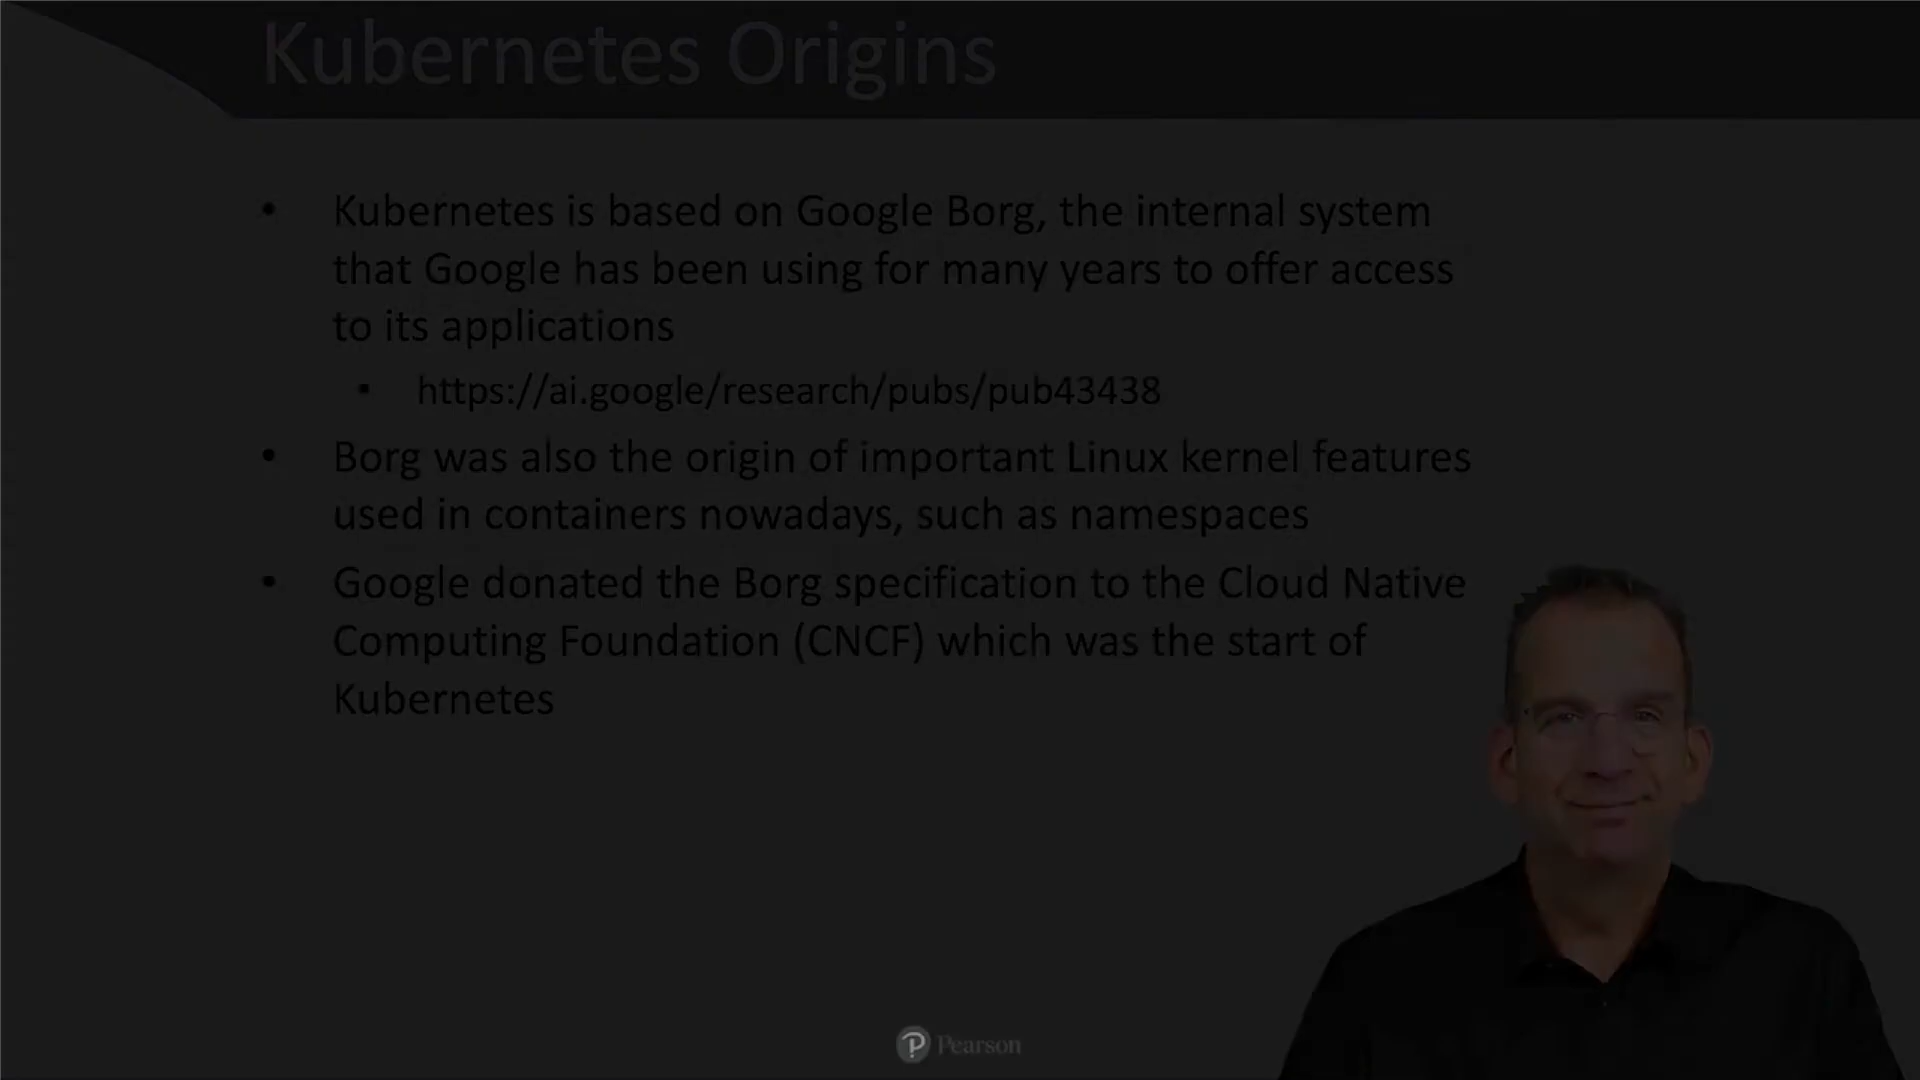 Kubernetes Origins
• Kubernetes is based on Google Borg, the internal system
that Google has been using for many years to offer access
to its applications
▪ https://ai.google/research/pubs/pub43438
• Borg was also the origin of important Linux kernel features
used in containers nowadays, such as namespaces
• Google donated the Borg specification to the Cloud Native
Computing Foundation (CNCF) which was the start of
Kubernetes
Pearson